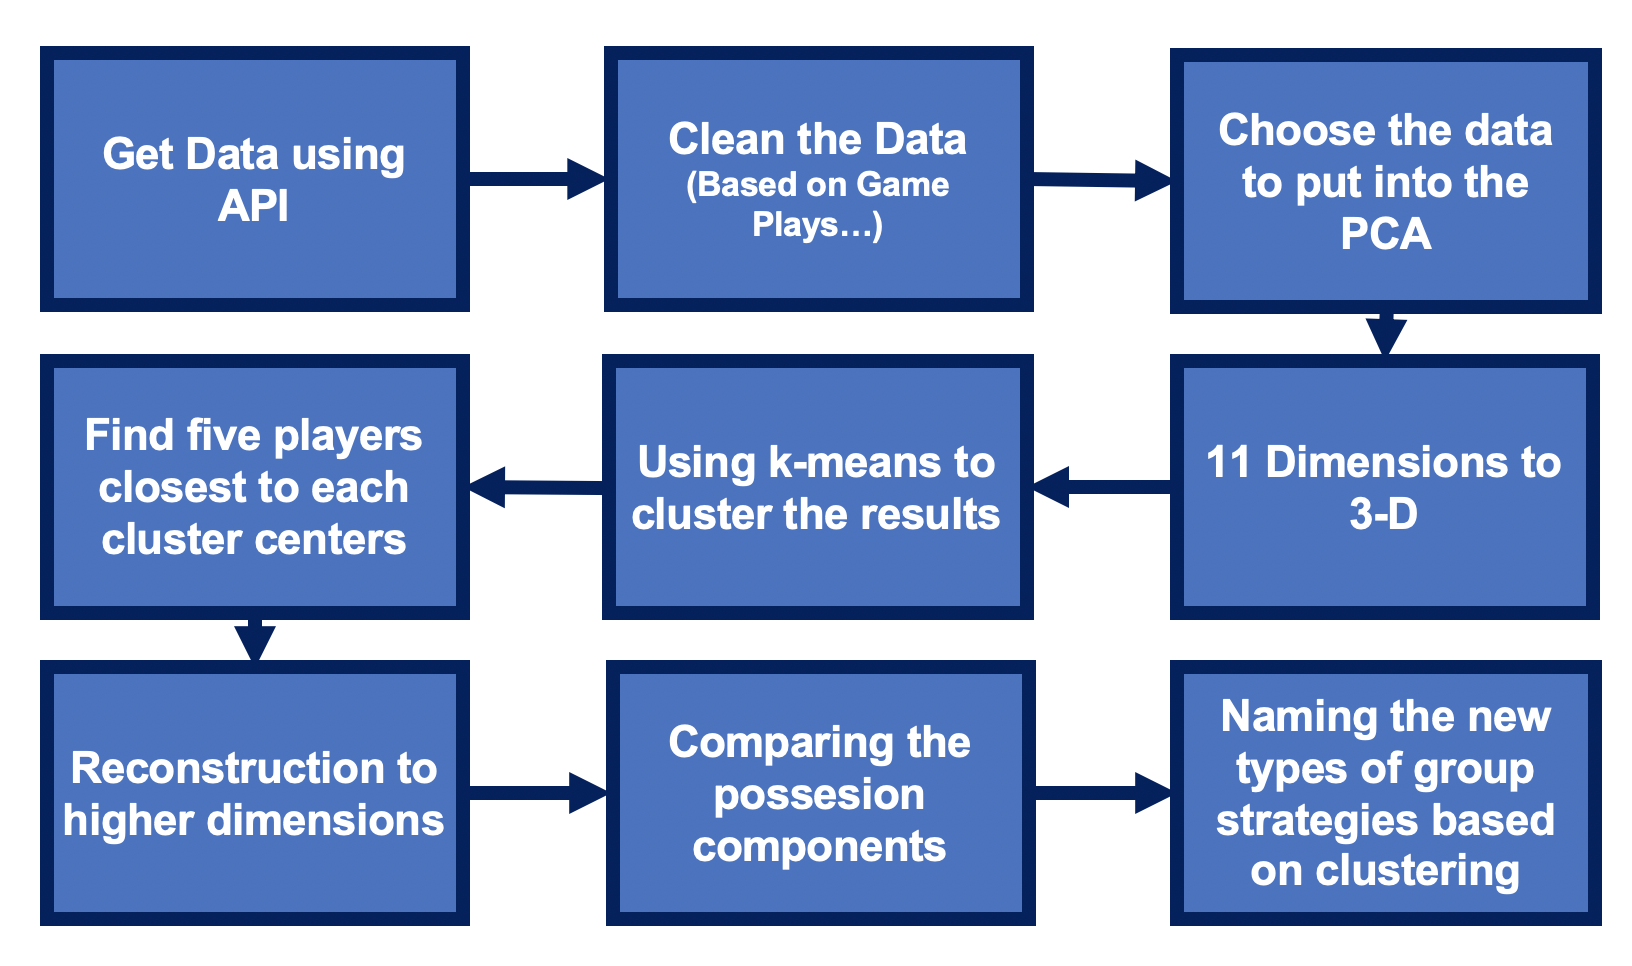 Get Data using
API
Clean the Data
(Based on Game
Plays...)
Choose the data
to put into the
PCA
11 Dimensions to
3-D
Using k-means to
cluster the results
Find five players
closest to each
cluster centers
Reconstruction to
higher dimensions
Comparing the
possesion
components
Naming the new
types of group
strategies based
on clustering